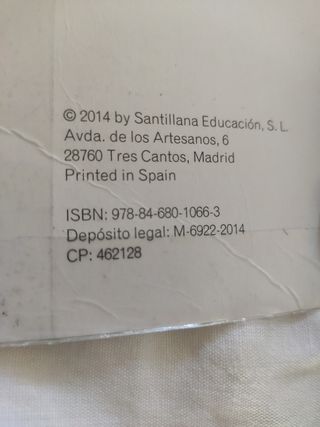 © 2014 by Santillana Educación, S. L.
Avda. de los Artesanos, 6
28760 Tres Cantos, Madrid
Printed in Spain
ISBN: 978-84-680-1066-3
Depósito legal: M-6922-2014
CP: 462128